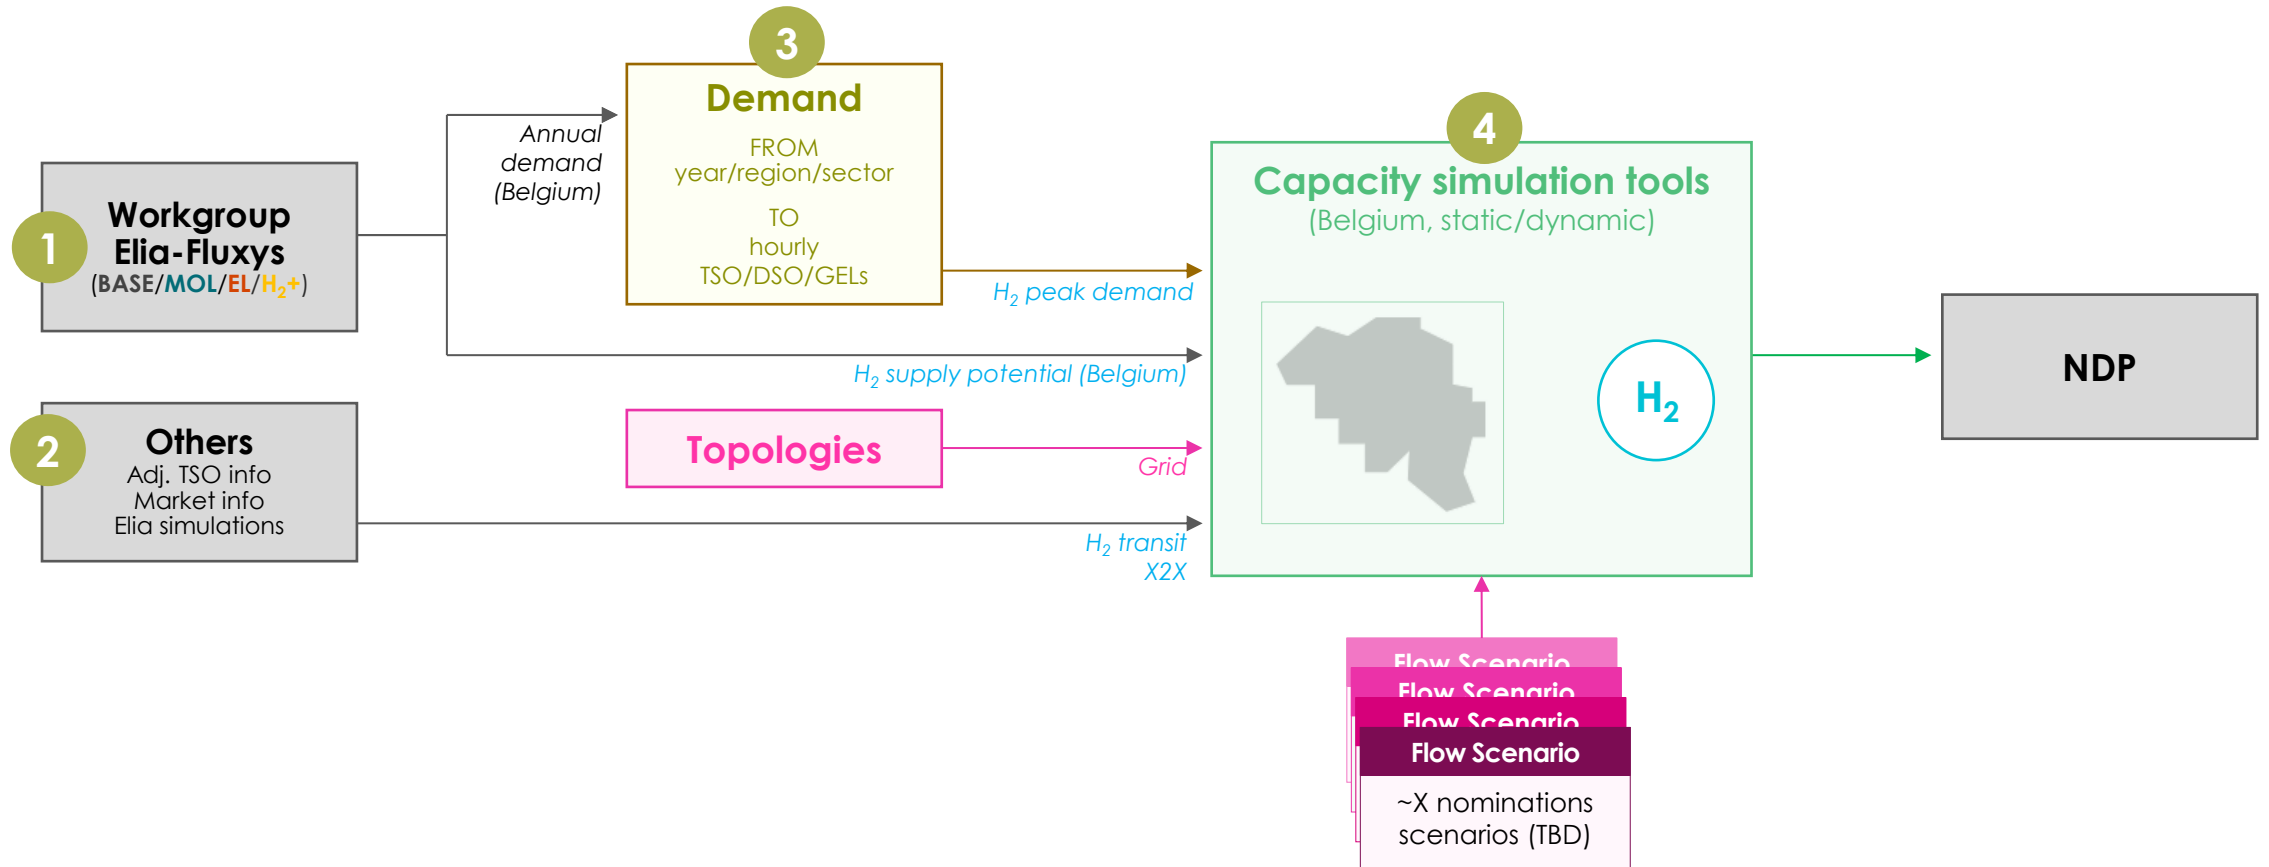 3
Demand
FROM
year/region/sector
TO
hourly
TSO/DSO/GELs
Annual
demand
(Belgium)
1
Workgroup
Elia-Fluxys
(BASE/MOL/EL/H₂+)
4
Capacity simulation tools
(Belgium, static/dynamic)
H₂ peak demand
H₂ supply potential (Belgium)
H₂
NDP
2
Others
Adj. TSO info
Market info
Elia simulations
Topologies
Grid
H₂ transit
X2X
Flow Scenario
Flow Scenario
Flow Scenario
Flow Scenario
~X nominations
scenarios (TBD)